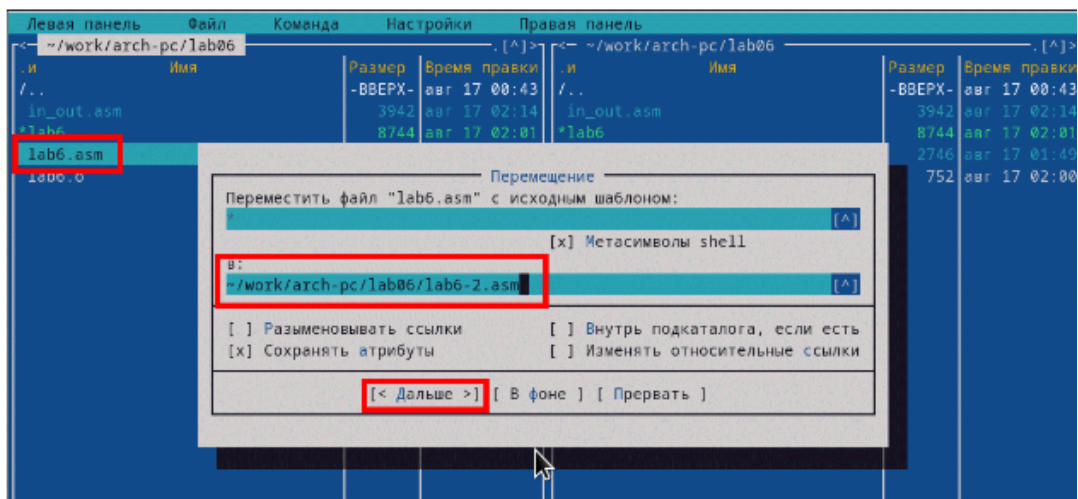 Левая панель Файл Команда Настройки Правая панель
<─ ~/work/arch-pc/lab06 .[^]> <─ ~/work/arch-pc/lab06 .[^]>
.и Имя Размер Время правки .и Имя Размер Время правки
/.. -ВВЕРХ- авг 17 00:43 /.. -ВВЕРХ- авг 17 00:43
in_out.asm 3942 авг 17 02:14 in_out.asm 3942 авг 17 02:14
*lab6 8744 авг 17 02:01 *lab6 8744 авг 17 02:01
lab6.asm 2746 авг 17 01:49
lab6.o 752 авг 17 02:00
Перемещение
Переместить файл "lab6.asm" с исходным шаблоном:
* [^]
[x] Метасимволы shell
в:
~/work/arch-pc/lab06/lab6-2.asm [^]
[ ] Разыменовывать ссылки [ ] Внутрь подкаталога, если есть
[x] Сохранять атрибуты [ ] Изменять относительные ссылки
[< Дальше >] [ В фоне ] [ Прервать ]